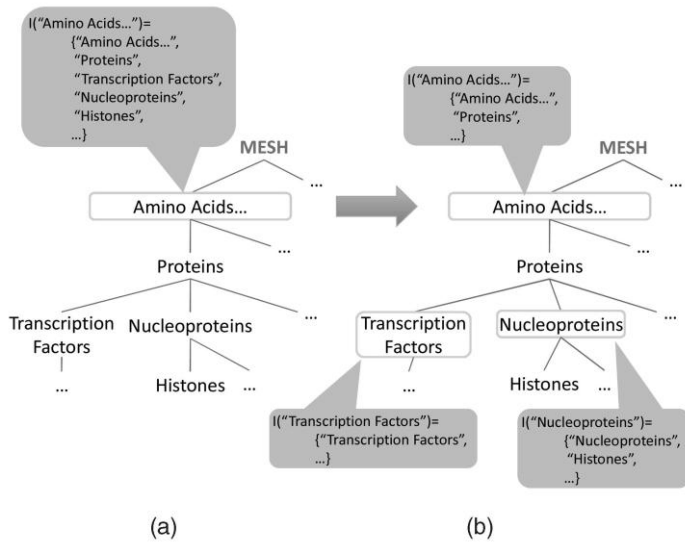 I(“Amino Acids…”)=
{“Amino Acids…”,
“Proteins”,
“Transcription Factors”,
“Nucleoproteins”,
“Histones”,
…}
MESH
…
Amino Acids…
…
Proteins
Transcription
Factors
Nucleoproteins
…
…
Histones
…
I(“Amino Acids…”)=
{“Amino Acids…”,
“Proteins”,
…}
MESH
…
Amino Acids…
…
Proteins
Transcription
Factors
Nucleoproteins
…
…
Histones
…
I(“Transcription Factors”)=
{“Transcription Factors”,
…}
I(“Nucleoproteins”)=
{“Nucleoproteins”,
“Histones”,
…}
(a)
(b)